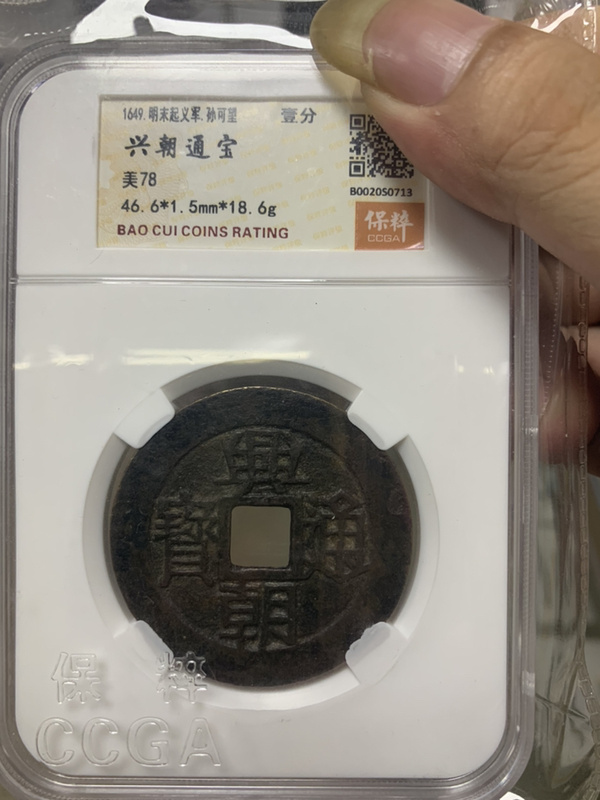 1649.明末起义军.孙可望 壹分
兴朝通宝
美78
46.6*1.5mm*18.6g
BAO CUI COINS RATING
B0020S0713
保粹
CCGA
興朝通寶
保粹
CCGA